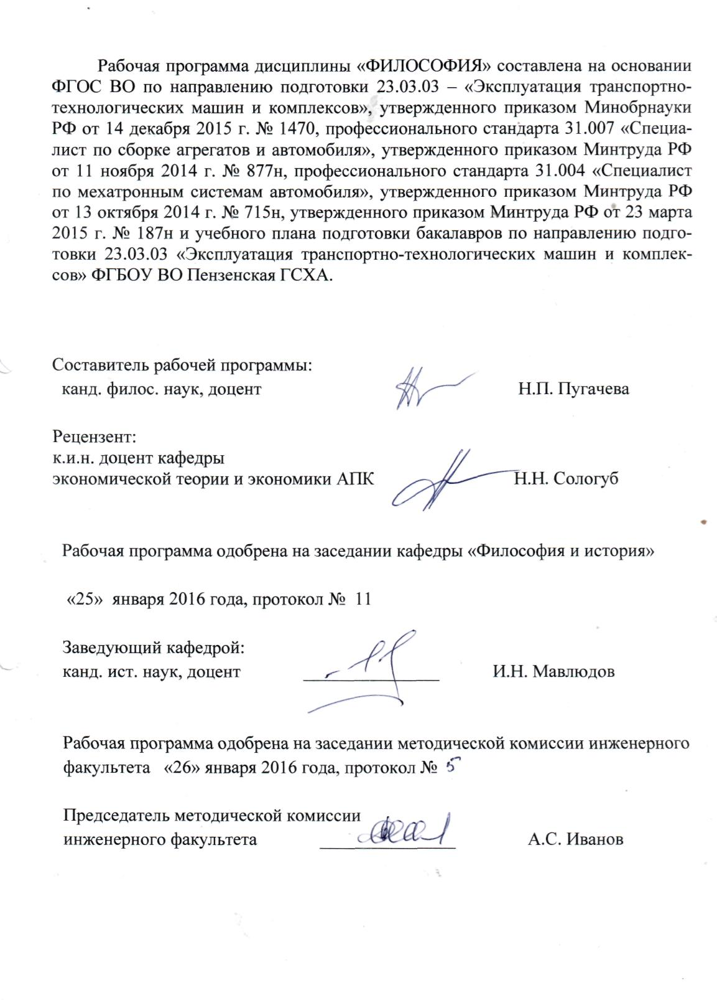 Рабочая программа дисциплины «ФИЛОСОФИЯ» составлена на основании
ФГОС ВО по направлению подготовки 23.03.03 – «Эксплуатация транспортно-
технологических машин и комплексов», утвержденного приказом Минобрнауки
РФ от 14 декабря 2015 г. № 1470, профессионального стандарта 31.007 «Специа-
лист по сборке агрегатов и автомобиля», утвержденного приказом Минтруда РФ
от 11 ноября 2014 г. № 877н, профессионального стандарта 31.004 «Специалист
по мехатронным системам автомобиля», утвержденного приказом Минтруда РФ
от 13 октября 2014 г. № 715н, утвержденного приказом Минтруда РФ от 23 марта
2015 г. № 187н и учебного плана подготовки бакалавров по направлению подго-
товки 23.03.03 «Эксплуатация транспортно-технологических машин и комплек-
сов» ФГБОУ ВО Пензенская ГСХА.
Составитель рабочей программы:
канд. филос. наук, доцент Н.П. Пугачева
Рецензент:
к.и.н. доцент кафедры
экономической теории и экономики АПК Н.Н. Сологуб
Рабочая программа одобрена на заседании кафедры «Философия и история»
«25» января 2016 года, протокол № 11
Заведующий кафедрой:
канд. ист. наук, доцент И.Н. Мавлюдов
Рабочая программа одобрена на заседании методической комиссии инженерного
факультета «26» января 2016 года, протокол № 5
Председатель методической комиссии
инженерного факультета А.С. Иванов